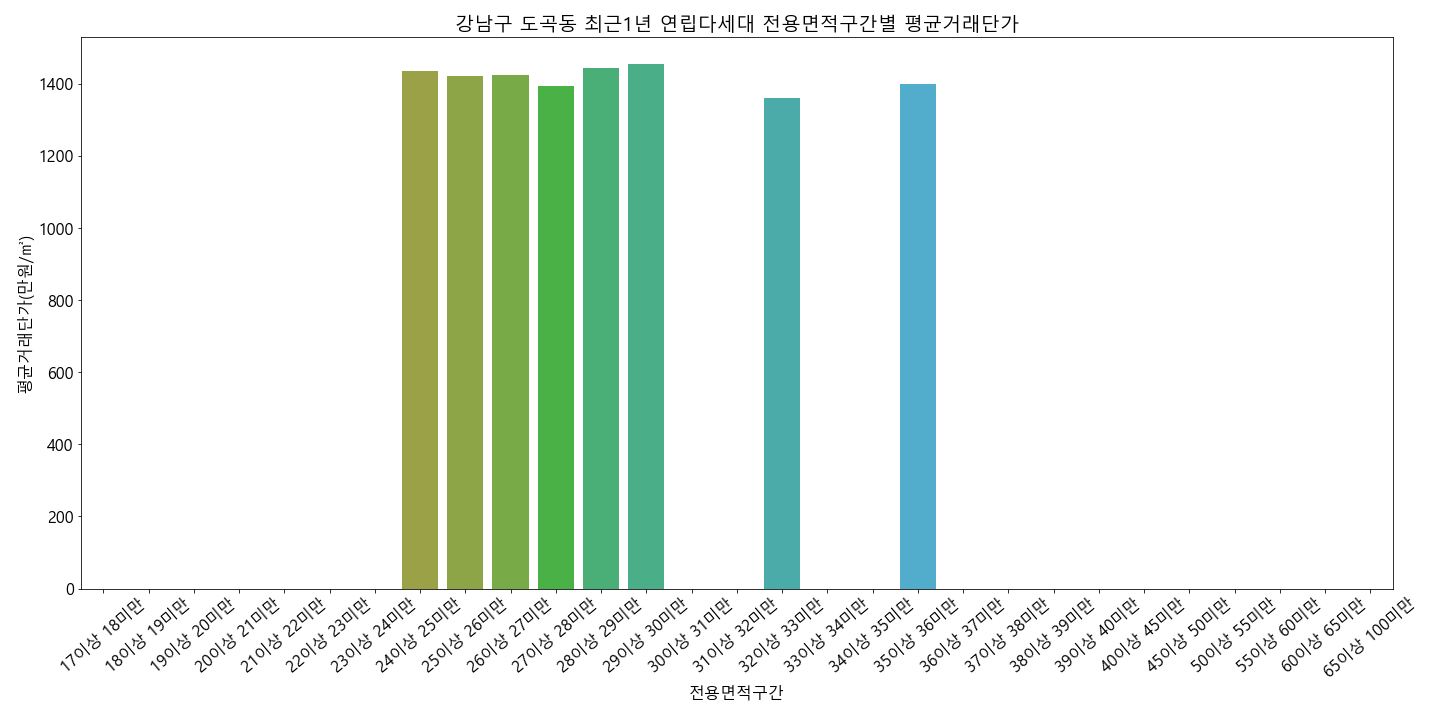 강남구 도곡동 최근1년 연립다세대 전용면적구간별 평균거래단가
평균거래단가(만원/㎡)
1400
1200
1000
800
600
400
200
0
17이상 18미만
18이상 19미만
19이상 20미만
20이상 21미만
21이상 22미만
22이상 23미만
23이상 24미만
24이상 25미만
25이상 26미만
26이상 27미만
27이상 28미만
28이상 29미만
29이상 30미만
30이상 31미만
31이상 32미만
32이상 33미만
33이상 34미만
34이상 35미만
35이상 36미만
36이상 37미만
37이상 38미만
38이상 39미만
39이상 40미만
40이상 45미만
45이상 50미만
50이상 55미만
55이상 60미만
60이상 65미만
65이상 100미만
전용면적구간